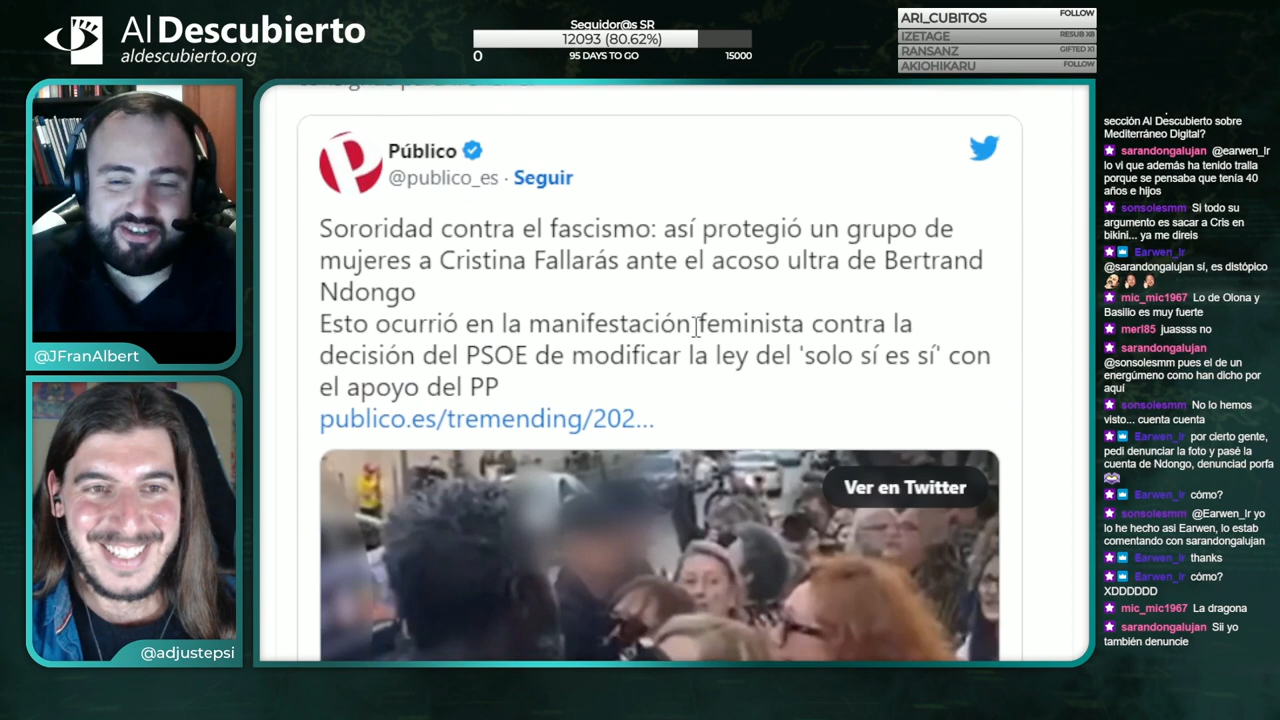 Al Descubierto
aldescubierto.org
Seguidor@s SR
12093 (80.62%)
0
95 DAYS TO GO
15000
ARI_CUBITOS FOLLOW
IZETAGE RESUB X8
RANSANZ GIFTED X1
AKIOHIKARU FOLLOW
@JFranAlbert
@adjustepsi
Público
@publico_es · Seguir
Sororidad contra el fascismo: así protegió un grupo de
mujeres a Cristina Fallarás ante el acoso ultra de Bertrand
Ndongo
Esto ocurrió en la manifestación feminista contra la
decisión del PSOE de modificar la ley del 'solo sí es sí' con
el apoyo del PP
publico.es/tremending/202...
Ver en Twitter
sección Al Descubierto sobre
Mediterráneo Digital?
sarandongalujan @earwen_lr
lo vi que además ha tenido tralla
porque se pensaba que tenía 40
años e hijos
sonsolesmm Si todo su
argumento es sacar a Cris en
bikini... ya me direis
Earwen_lr
@sarandongalujan sí, es distópico
mic_mic1967 Lo de Olona y
Basilio es muy fuerte
merl85 juassss no
sarandongalujan
@sonsolesmm pues el de un
energúmeno como han dicho por
aquí
sonsolesmm No lo hemos
visto... cuenta cuenta
Earwen_lr por cierto gente,
pedi denunciar la foto y pasé la
cuenta de Ndongo, denunciad porfa
Earwen_lr cómo?
sonsolesmm @Earwen_lr yo
lo he hecho asi Earwen, lo estab
comentando con sarandongalujan
Earwen_lr thanks
Earwen_lr cómo?
XDDDDDD
mic_mic1967 La dragona
sarandongalujan Sii yo
también denuncie